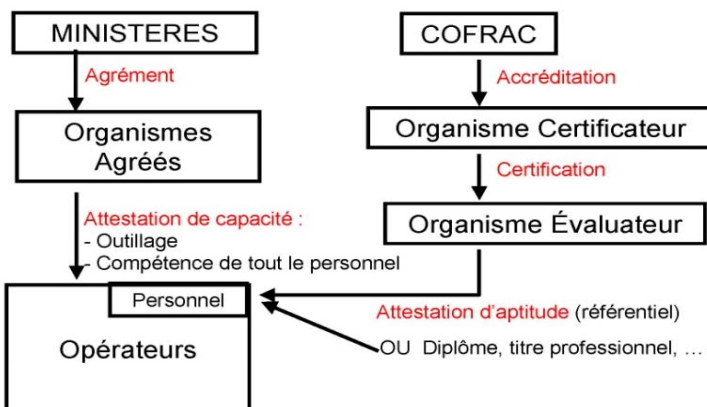 MINISTERES
Agrément
Organismes
Agréés
Attestation de capacité :
- Outillage
- Compétence de tout le personnel
Personnel
Opérateurs
COFRAC
Accréditation
Organisme Certificateur
Certification
Organisme Évaluateur
Attestation d'aptitude (référentiel)
OU Diplôme, titre professionnel, ...